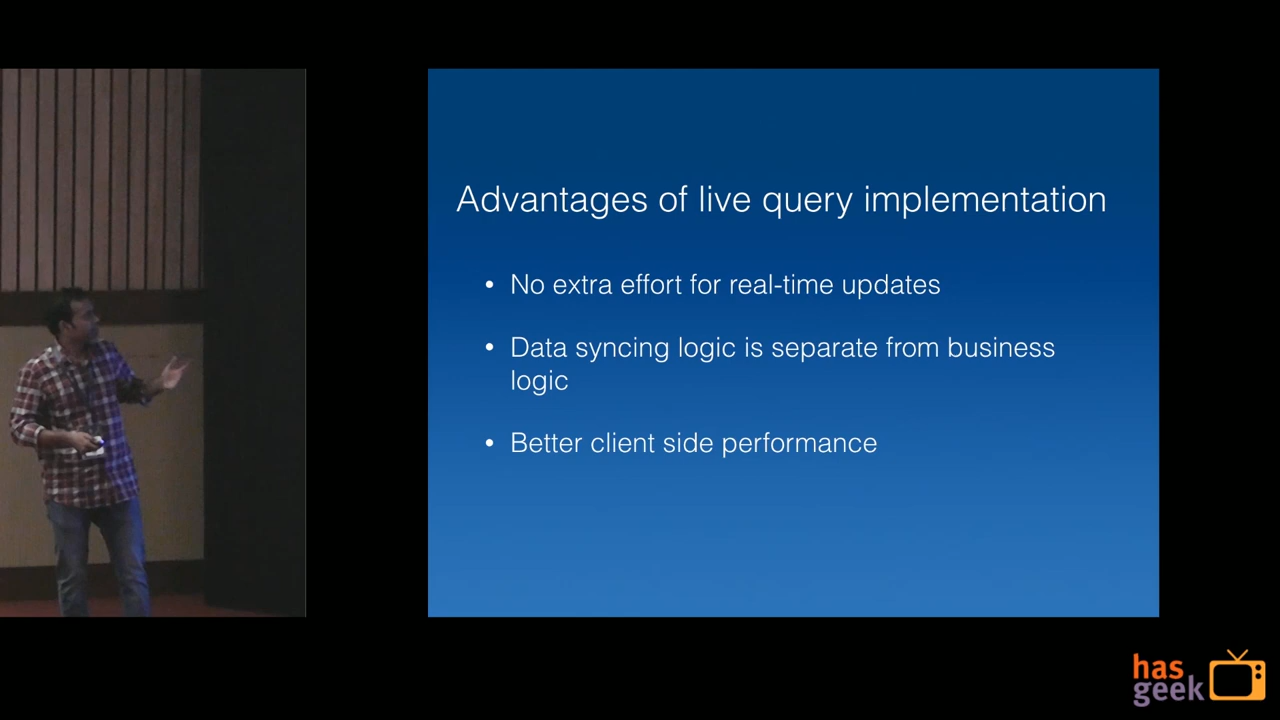 Advantages of live query implementation
• No extra effort for real-time updates
• Data syncing logic is separate from business
logic
• Better client side performance
has
geek